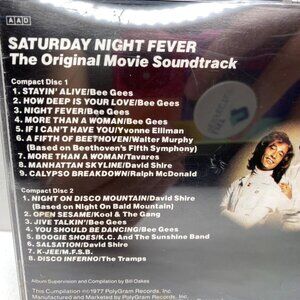 AAD
SATURDAY NIGHT FEVER
The Original Movie Soundtrack
Compact Disc 1
1. STAYIN' ALIVE/Bee Gees
2. HOW DEEP IS YOUR LOVE/Bee Gees
3. NIGHT FEVER/Bee Gees
4. MORE THAN A WOMAN/Bee Gees
5. IF I CAN'T HAVE YOU/Yvonne Elliman
6. A FIFTH OF BEETHOVEN/Walter Murphy
(Based on Beethoven's Fifth Symphony)
7. MORE THAN A WOMAN/Tavares
8. MANHATTAN SKYLINE/David Shire
9. CALYPSO BREAKDOWN/Ralph McDonald
Compact Disc 2
1. NIGHT ON DISCO MOUNTAIN/David Shire
(Based on Night On Bald Mountain)
2. OPEN SESAME/Kool & The Gang
3. JIVE TALKIN'/Bee Gees
4. YOU SHOULD BE DANCING/Bee Gees
5. BOOGIE SHOES/K.C. And The Sunshine Band
6. SALSATION/David Shire
7. K-JEE/M.F.S.B.
8. DISCO INFERNO/The Tramps
Album Supervision and Compilation by Bill Oakes
This Compilation ©1977 PolyGram Records, Inc.
Manufactured and Marketed by PolyGram Records, Inc.